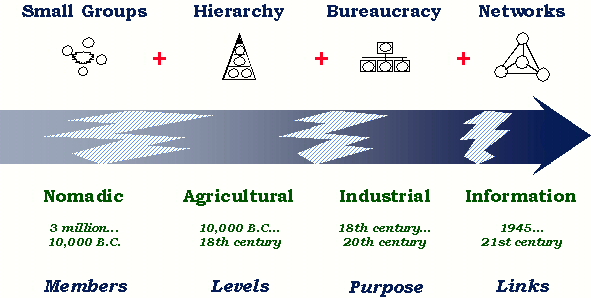 Small Groups Hierarchy Bureaucracy Networks
+ + +
Nomadic Agricultural Industrial Information
3 million... 10,000 B.C... 18th century... 1945...
10,000 B.C. 18th century 20th century 21st century
Members Levels Purpose Links